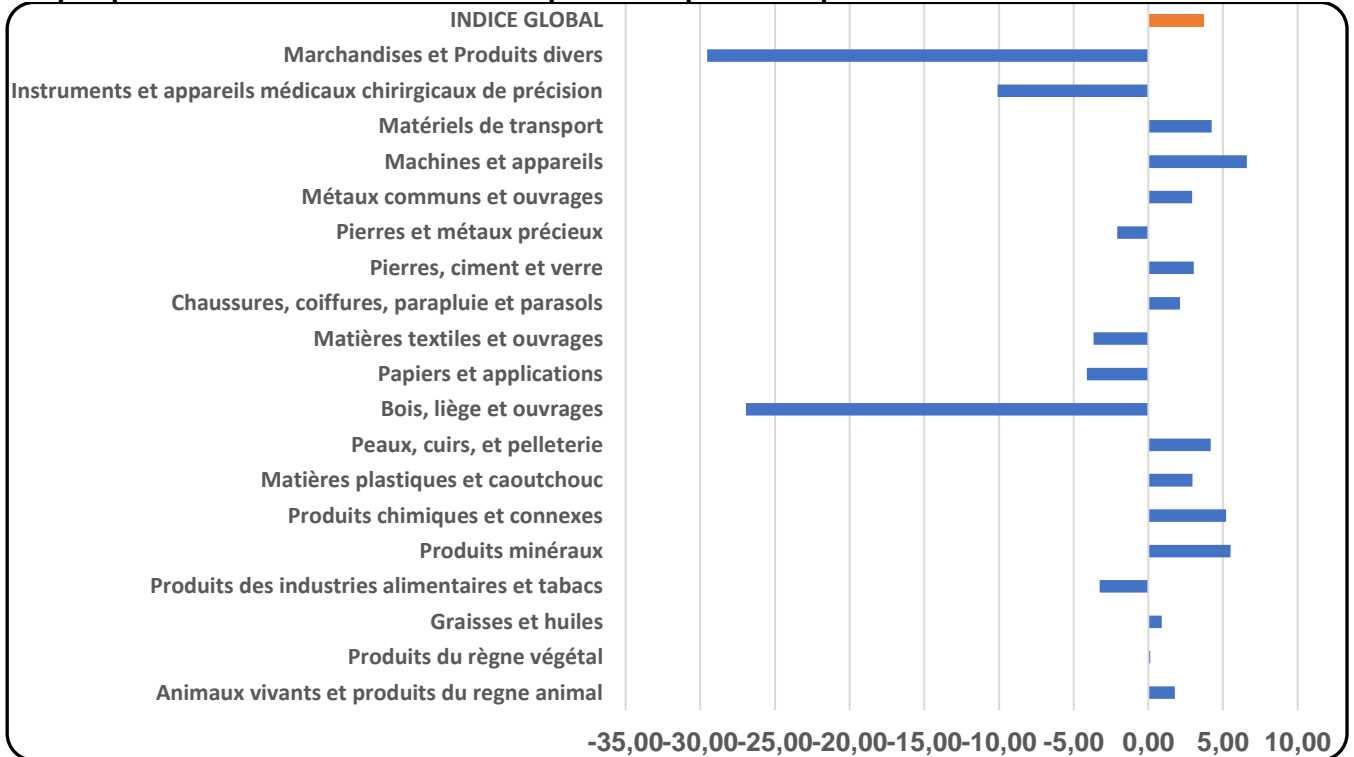 INDICE GLOBAL
Marchandises et Produits divers
Instruments et appareils médicaux chirirgicaux de précision
Matériels de transport
Machines et appareils
Métaux communs et ouvrages
Pierres et métaux précieux
Pierres, ciment et verre
Chaussures, coiffures, parapluie et parasols
Matières textiles et ouvrages
Papiers et applications
Bois, liège et ouvrages
Peaux, cuirs, et pelleterie
Matières plastiques et caoutchouc
Produits chimiques et connexes
Produits minéraux
Produits des industries alimentaires et tabacs
Graisses et huiles
Produits du règne végétal
Animaux vivants et produits du regne animal
-35,00 -30,00 -25,00 -20,00 -15,00 -10,00 -5,00 0,00 5,00 10,00